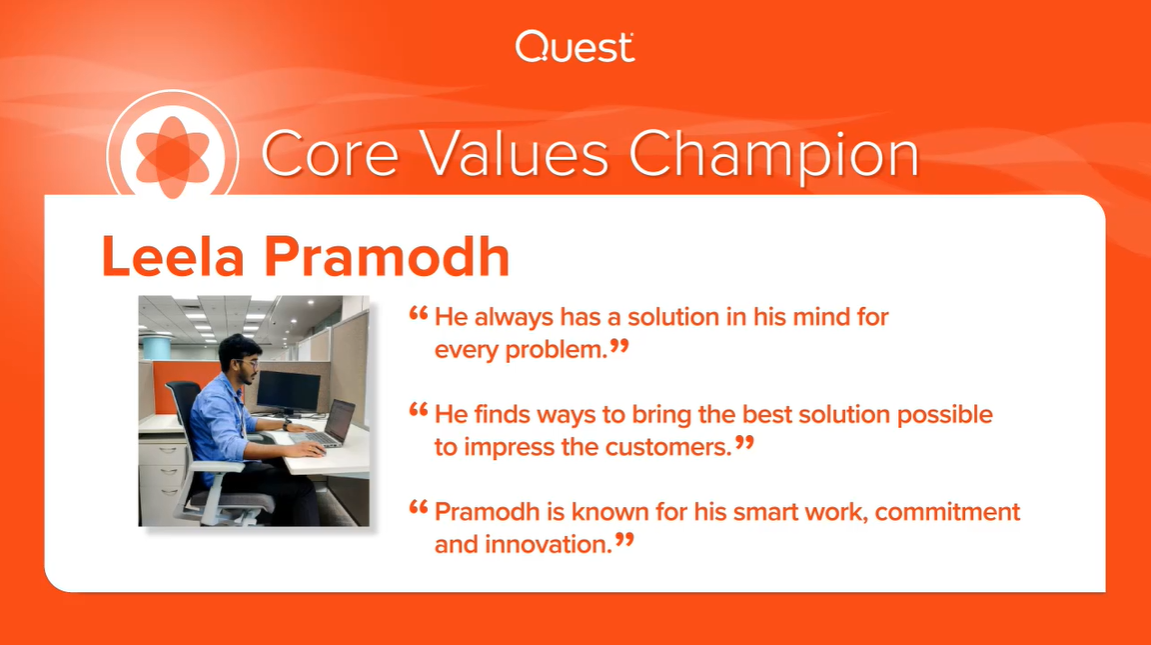 Quest
Core Values Champion
Leela Pramodh
“ He always has a solution in his mind for
every problem.”
“ He finds ways to bring the best solution possible
to impress the customers.”
“ Pramodh is known for his smart work, commitment
and innovation.”